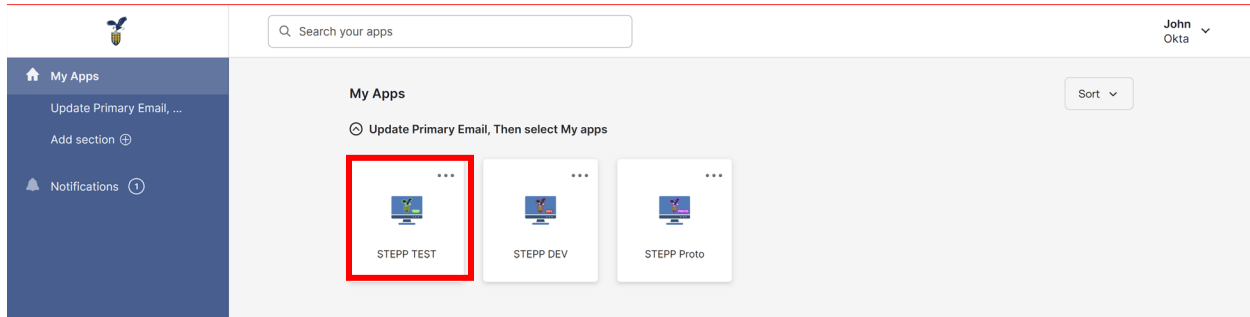 Search your apps
John
Okta
My Apps
Update Primary Email, ...
Add section
Notifications 1
My Apps
Sort
Update Primary Email, Then select My apps
STEPP TEST
STEPP DEV
STEPP Proto